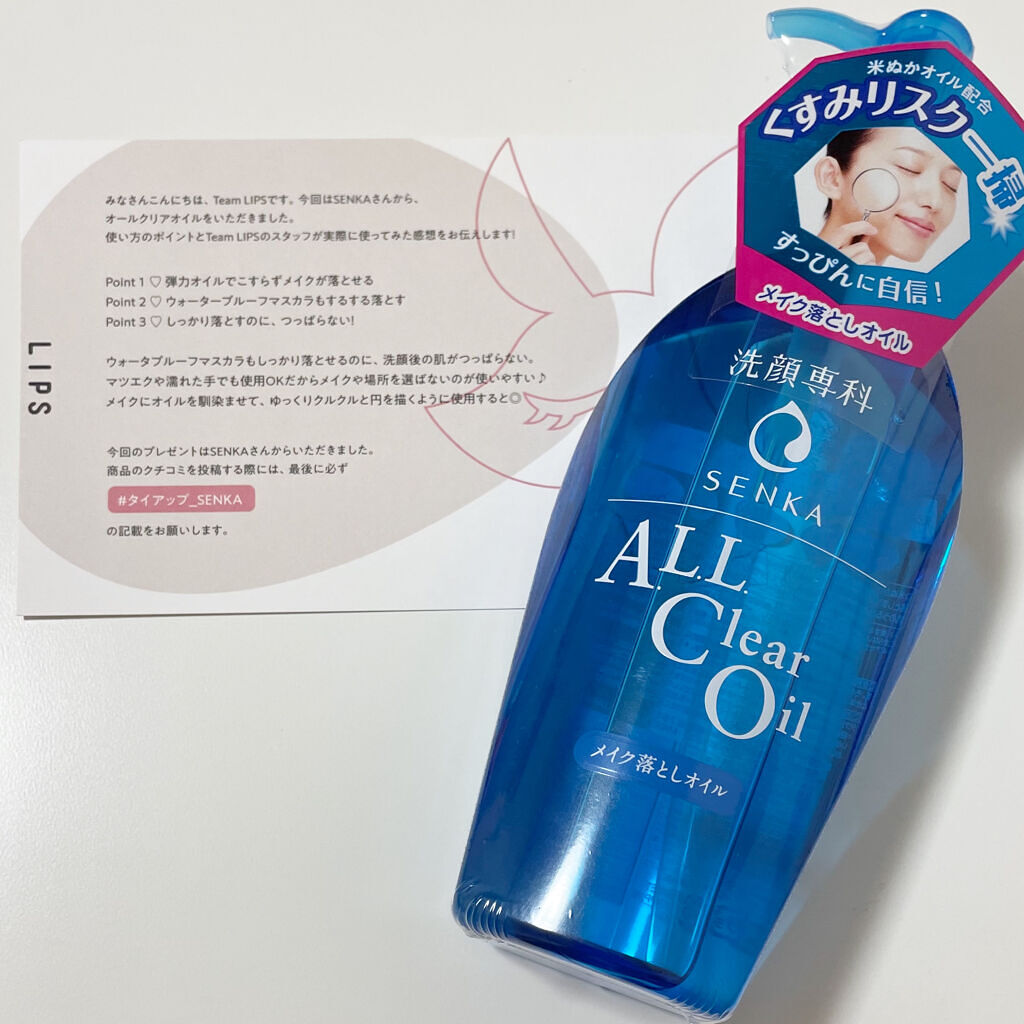 みなさんこんにちは、Team LIPSです。今回はSENKAさんから、
オールクリアオイルをいただきました。
使い方のポイントとTeam LIPSのスタッフが実際に使ってみた感想をお伝えします!
Point 1 ♡ 弾力オイルでこすらずメイクが落とせる
Point 2 ♡ ウォータープルーフマスカラもするする落とす
Point 3 ♡ しっかり落とすのに、つっぱらない!
ウォータプルーフマスカラもしっかり落とせるのに、洗顔後の肌がつっぱらない。
マツエクや濡れた手でも使用OKだからメイクや場所を選ばないのが使いやすい♪
メイクにオイルを馴染ませて、ゆっくりクルクルと円を描くように使用すると◎
今回のプレゼントはSENKAさんからいただきました。
商品のクチコミを投稿する際には、最後に必ず
#タイアップ_SENKA
の記載をお願いします。
LIPS
米ぬかオイル配合
くすみリスク一掃
すっぴんに自信!
メイク落としオイル
洗顔専科
SENKA
A.L.L.
Clear
Oil
メイク落としオイル